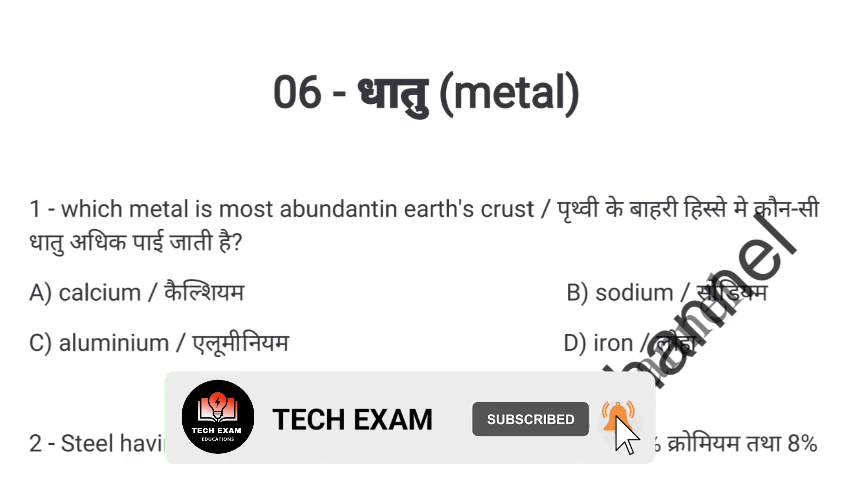 06 - धातु (metal)
1 - which metal is most abundantin earth's crust / पृथ्वी के बाहरी हिस्से मे कौन-सी
धातु अधिक पाई जाती है?
A) calcium / कैल्शियम B) sodium / सोडियम
C) aluminium / एलूमीनियम D) iron / लोहा
TECH EXAM
EDUCATIONS
TECH EXAM
SUBSCRIBED
2 - Steel % क्रोमियम तथा 8%